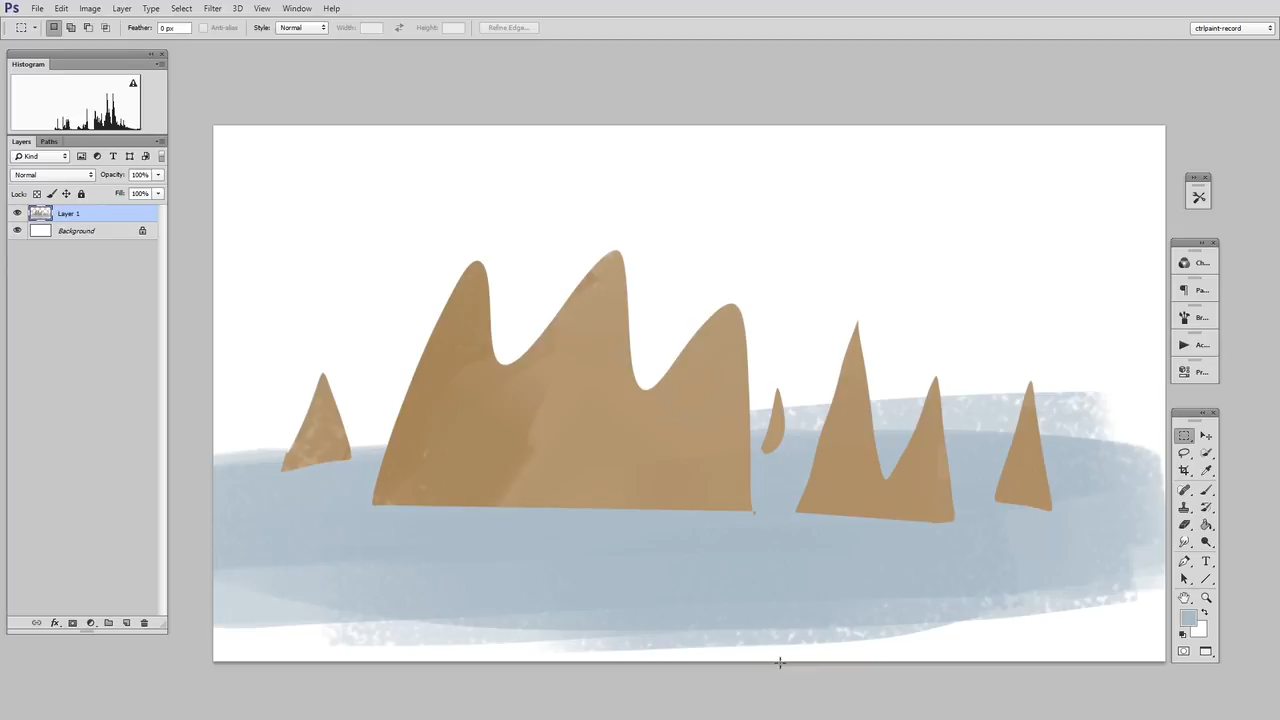 Ps File Edit Image Layer Type Select Filter 3D View Window Help
Feather: 0 px Anti-alias Style: Normal Width: Height: Refine Edge... ctrlpaint-record
Histogram
Layers Paths
Kind
Normal Opacity: 100%
Lock: Fill: 100%
Layer 1
Background
fx
Ch...
Pa...
Br...
Ac...
Pr...
T